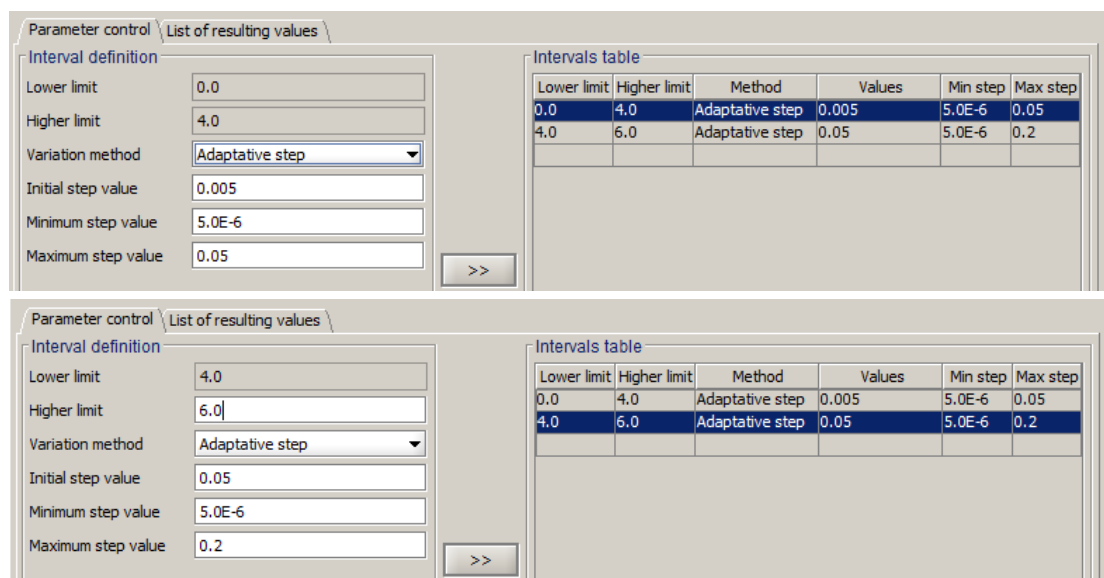 Parameter control List of resulting values
Interval definition
Lower limit 0.0
Higher limit 4.0
Variation method Adaptative step
Initial step value 0.005
Minimum step value 5.0E-6
Maximum step value 0.05
>>
Intervals table
Lower limit Higher limit Method Values Min step Max step
0.0 4.0 Adaptative step 0.005 5.0E-6 0.05
4.0 6.0 Adaptative step 0.05 5.0E-6 0.2
Parameter control List of resulting values
Interval definition
Lower limit 4.0
Higher limit 6.0
Variation method Adaptative step
Initial step value 0.05
Minimum step value 5.0E-6
Maximum step value 0.2
>>
Intervals table
Lower limit Higher limit Method Values Min step Max step
0.0 4.0 Adaptative step 0.005 5.0E-6 0.05
4.0 6.0 Adaptative step 0.05 5.0E-6 0.2